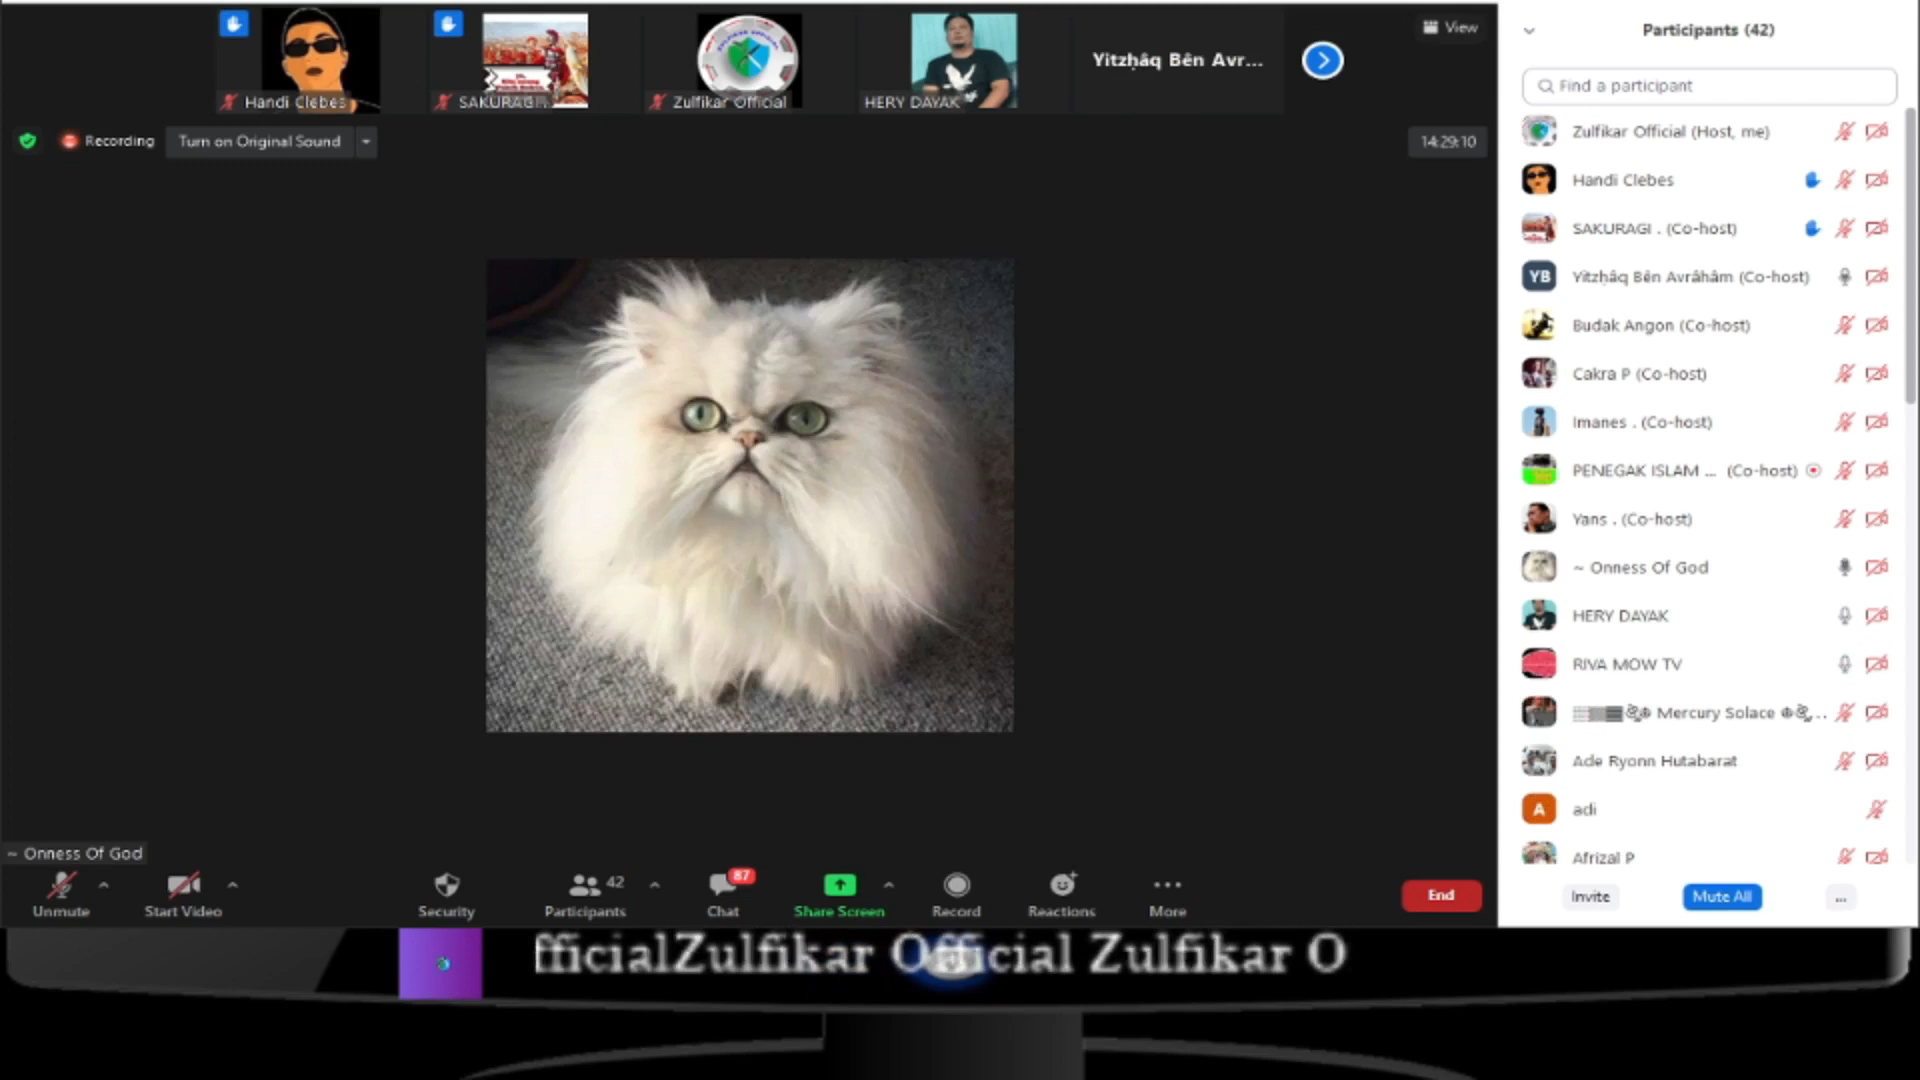 Handi Clebes
SAKURAGI .
Zulfikar Official
HERY DAYAK
Yitzḥâq Bên Avr...
View
Recording
Turn on Original Sound
14:29:10
~ Onness Of God
Unmute
Start Video
Security
42
Participants
87
Chat
Share Screen
Record
Reactions
More
End
Participants (42)
Find a participant
Zulfikar Official (Host, me)
Handi Clebes
SAKURAGI . (Co-host)
YB Yitzḥâq Bên Avrâhâm (Co-host)
Budak Angon (Co-host)
Cakra P (Co-host)
Imanes . (Co-host)
PENEGAK ISLAM ... (Co-host)
Yans . (Co-host)
~ Onness Of God
HERY DAYAK
RIVA MOW TV
Mercury Solace
Ade Ryonn Hutabarat
A adi
Afrizal P
Invite
Mute All
...
fficialZulfikar Official Zulfikar O